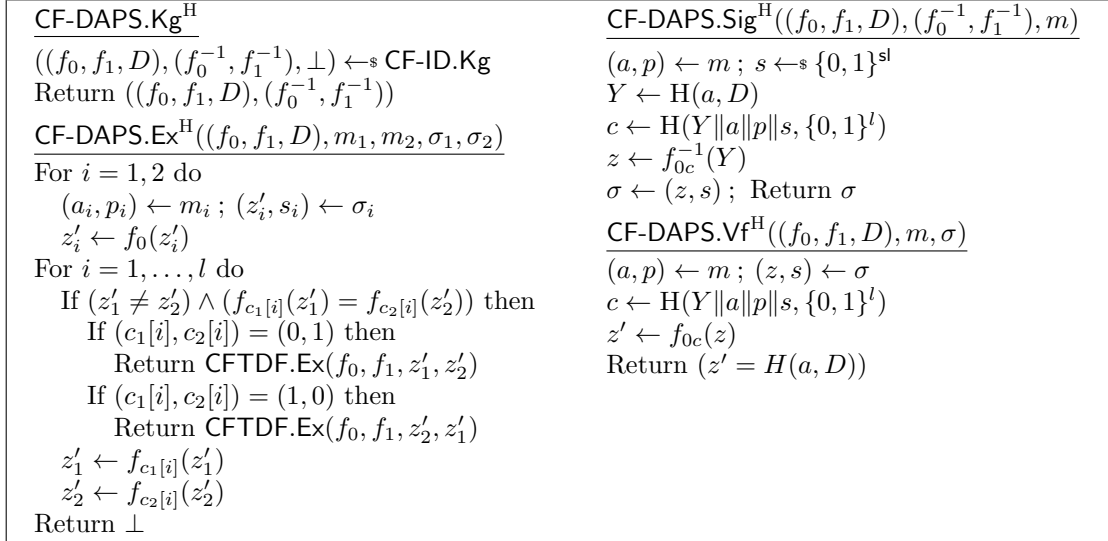 CF-DAPS.Kg^H
((f_0, f_1, D), (f_0^{-1}, f_1^{-1}), ⊥) ←$ CF-ID.Kg
Return ((f_0, f_1, D), (f_0^{-1}, f_1^{-1}))
CF-DAPS.Ex^H((f_0, f_1, D), m_1, m_2, σ_1, σ_2)
For i = 1, 2 do
(a_i, p_i) ← m_i ; (z'_i, s_i) ← σ_i
z'_i ← f_0(z'_i)
For i = 1, . . . , l do
If (z'_1 ≠ z'_2) ∧ (f_{c_1[i]}(z'_1) = f_{c_2[i]}(z'_2)) then
If (c_1[i], c_2[i]) = (0, 1) then
Return CFTDF.Ex(f_0, f_1, z'_1, z'_2)
If (c_1[i], c_2[i]) = (1, 0) then
Return CFTDF.Ex(f_0, f_1, z'_2, z'_1)
z'_1 ← f_{c_1[i]}(z'_1)
z'_2 ← f_{c_2[i]}(z'_2)
Return ⊥
CF-DAPS.Sig^H((f_0, f_1, D), (f_0^{-1}, f_1^{-1}), m)
(a, p) ← m ; s ←$ {0, 1}^{sl}
Y ← H(a, D)
c ← H(Y∥a∥p∥s, {0, 1}^l)
z ← f_{0c}^{-1}(Y)
σ ← (z, s) ; Return σ
CF-DAPS.Vf^H((f_0, f_1, D), m, σ)
(a, p) ← m ; (z, s) ← σ
c ← H(Y∥a∥p∥s, {0, 1}^l)
z' ← f_{0c}(z)
Return (z' = H(a, D))